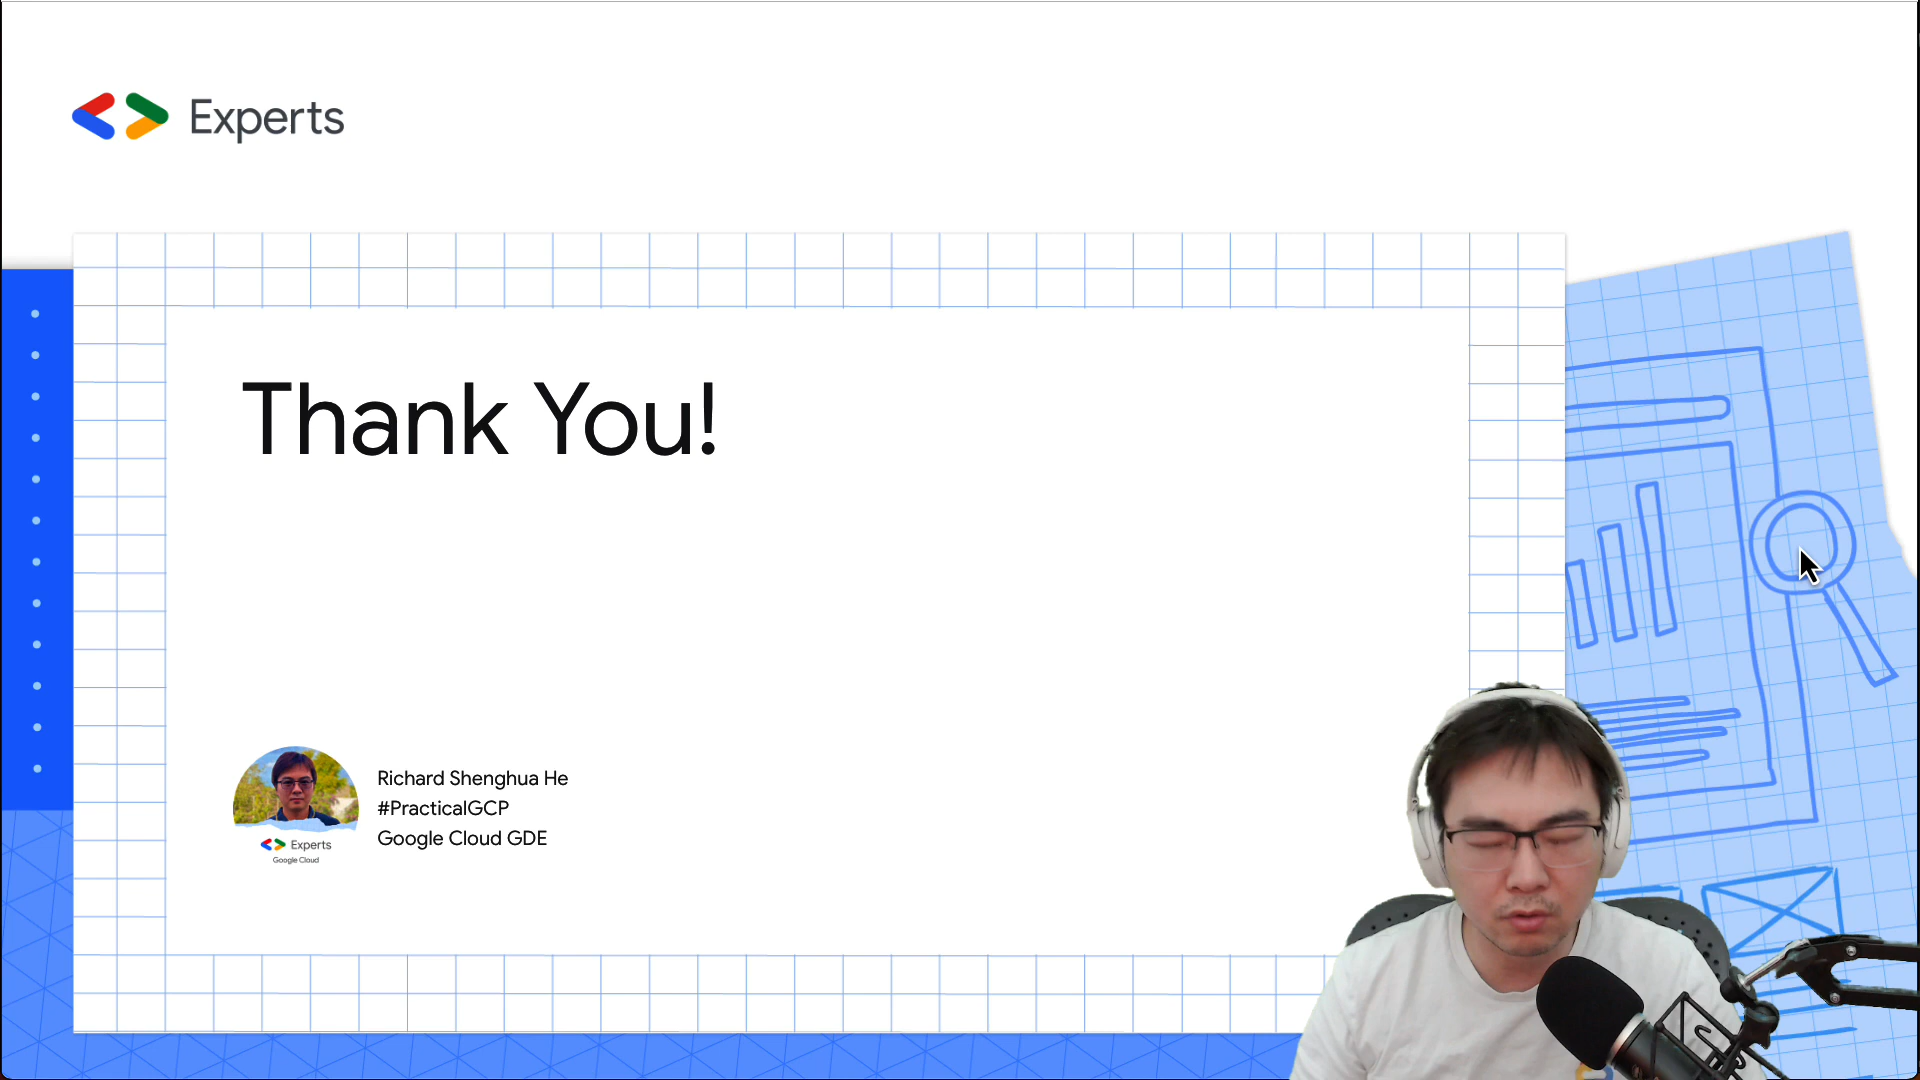 Experts
Thank You!
Richard Shenghua He
#PracticalGCP
Google Cloud GDE
Experts
Google Cloud